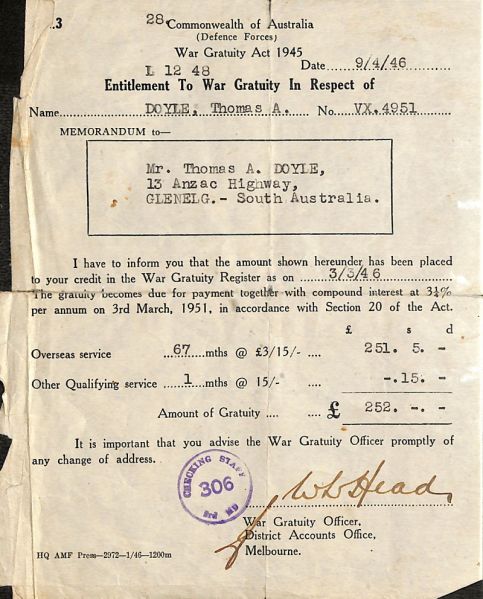 .3
28.
Commonwealth of Australia
(Defence Forces)
War Gratuity Act 1945
L 12 48 Date 9/4/46
Entitlement To War Gratuity In Respect of
Name DOYLE, Thomas A. No. VX.4951
MEMORANDUM to—
Mr. Thomas A. DOYLE,
13 Anzac Highway,
GLENELG.- South Australia.
I have to inform you that the amount shown hereunder has been placed
to your credit in the War Gratuity Register as on 3/3/46
The gratuity becomes due for payment together with compound interest at 3¼%
per annum on 3rd March, 1951, in accordance with Section 20 of the Act.
£ s d
Overseas service ...67...mths @ £3/15/- .... 251. 5. -
Other Qualifying service ...1...mths @ 15/- .... -.15. -
Amount of Gratuity .... .... £ 252. -. -
It is important that you advise the War Gratuity Officer promptly of
any change of address.
CHECKING STAFF
306
3rd MD
W L Head.
War Gratuity Officer,
District Accounts Office,
Melbourne.
HQ AMF Press—2972—1/46—1200m